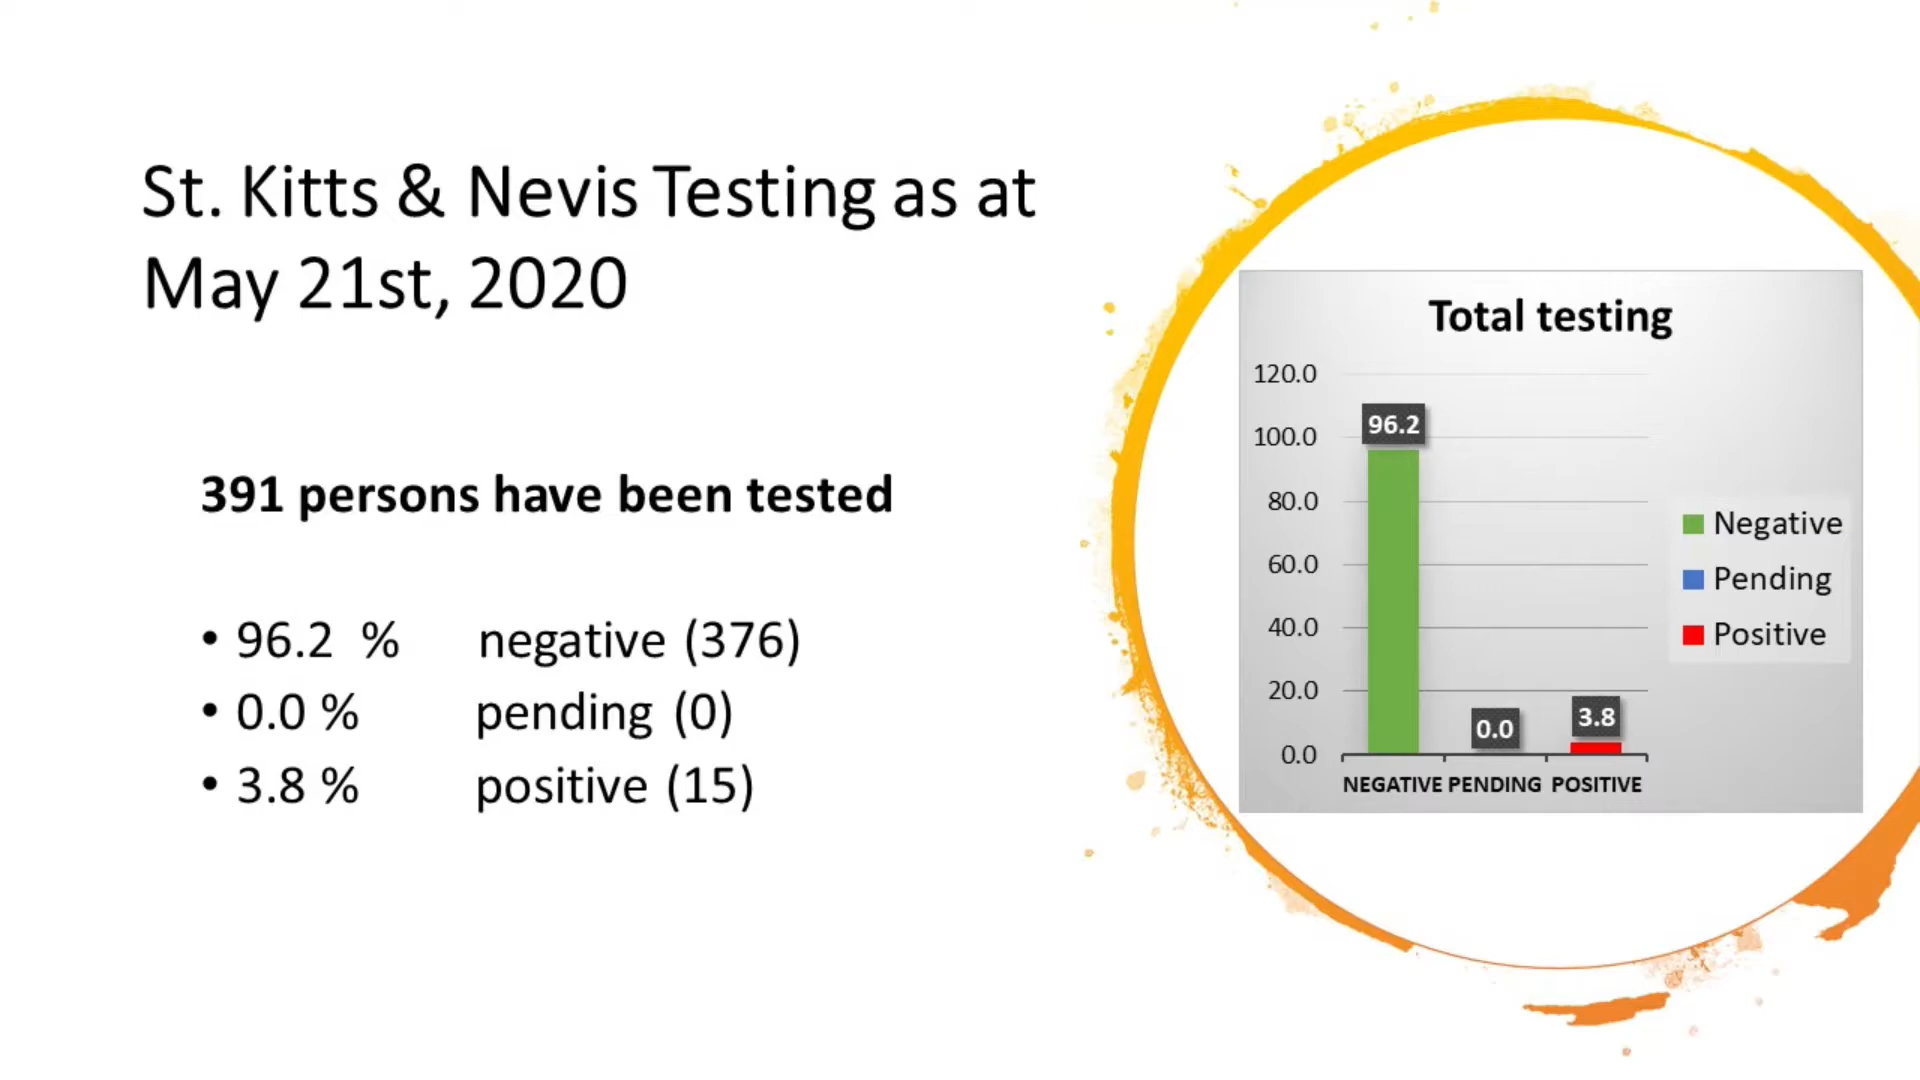 St. Kitts & Nevis Testing as at
May 21st, 2020
391 persons have been tested
• 96.2 % negative (376)
• 0.0 % pending (0)
• 3.8 % positive (15)
Total testing
120.0
100.0
80.0
60.0
40.0
20.0
0.0
96.2
0.0
3.8
NEGATIVE PENDING POSITIVE
Negative
Pending
Positive